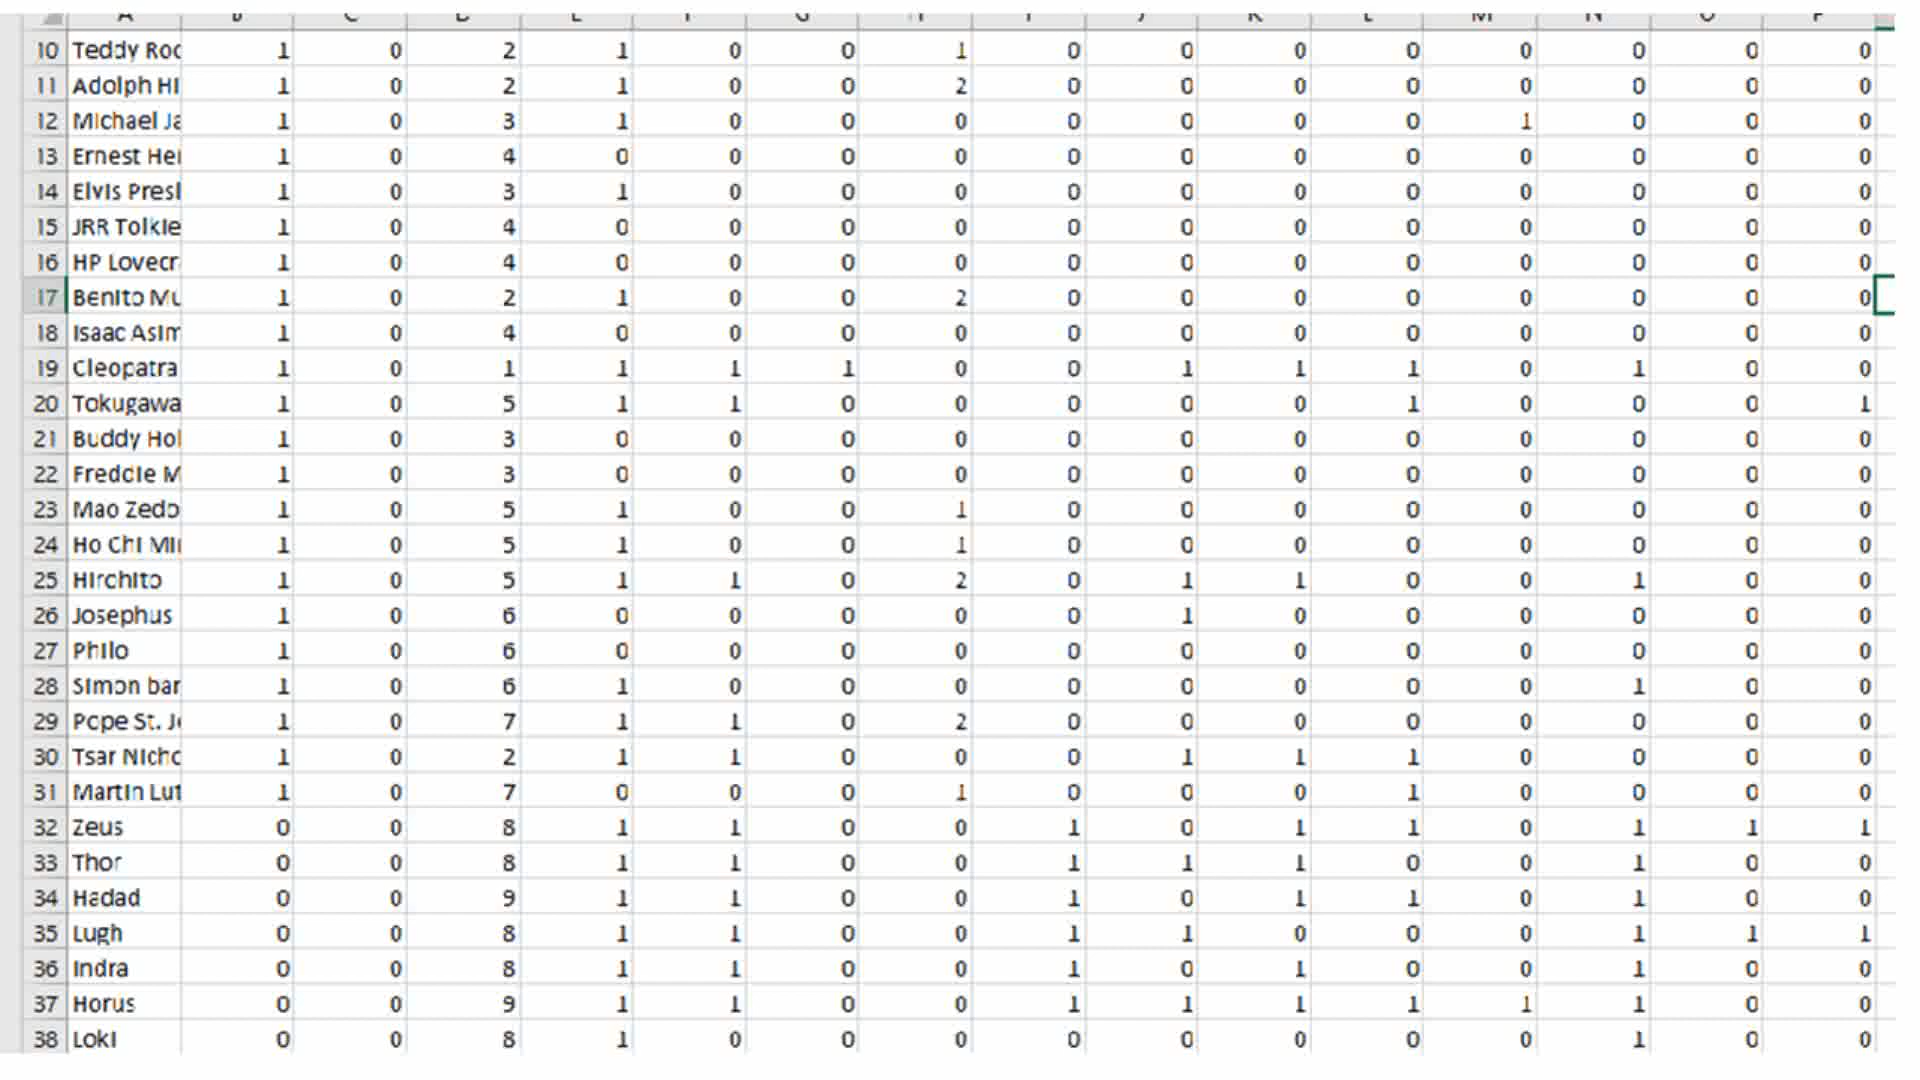 A B C D E F G H I J K L M N O P
10 Teddy Roo 1 0 2 1 0 0 1 0 0 0 0 0 0 0 0
11 Adolph Hi 1 0 2 1 0 0 2 0 0 0 0 0 0 0 0
12 Michael Ja 1 0 3 1 0 0 0 0 0 0 0 1 0 0 0
13 Ernest Hei 1 0 4 0 0 0 0 0 0 0 0 0 0 0 0
14 Elvis Presl 1 0 3 1 0 0 0 0 0 0 0 0 0 0 0
15 JRR Tolkie 1 0 4 0 0 0 0 0 0 0 0 0 0 0 0
16 HP Lovecr 1 0 4 0 0 0 0 0 0 0 0 0 0 0 0
17 Benito Mu 1 0 2 1 0 0 2 0 0 0 0 0 0 0 0
18 Isaac Asim 1 0 4 0 0 0 0 0 0 0 0 0 0 0 0
19 Cleopatra 1 0 1 1 1 1 0 0 1 1 1 0 1 0 0
20 Tokugawa 1 0 5 1 1 0 0 0 0 0 1 0 0 0 1
21 Buddy Hol 1 0 3 0 0 0 0 0 0 0 0 0 0 0 0
22 Freddie M 1 0 3 0 0 0 0 0 0 0 0 0 0 0 0
23 Mao Zedo 1 0 5 1 0 0 1 0 0 0 0 0 0 0 0
24 Ho Chi Mii 1 0 5 1 0 0 1 0 0 0 0 0 0 0 0
25 Hirohito 1 0 5 1 1 0 2 0 1 1 0 0 1 0 0
26 Josephus 1 0 6 0 0 0 0 0 1 0 0 0 0 0 0
27 Philo 1 0 6 0 0 0 0 0 0 0 0 0 0 0 0
28 Simon bar 1 0 6 1 0 0 0 0 0 0 0 0 1 0 0
29 Pope St. Jo 1 0 7 1 1 0 2 0 0 0 0 0 0 0 0
30 Tsar Nicho 1 0 2 1 1 0 0 0 1 1 1 0 0 0 0
31 Martin Lut 1 0 7 0 0 0 1 0 0 0 1 0 0 0 0
32 Zeus 0 0 8 1 1 0 0 1 0 1 1 0 1 1 1
33 Thor 0 0 8 1 1 0 0 1 1 1 0 0 1 0 0
34 Hadad 0 0 9 1 1 0 0 1 0 1 1 0 1 0 0
35 Lugh 0 0 8 1 1 0 0 1 1 0 0 0 1 1 1
36 Indra 0 0 8 1 1 0 0 1 0 1 0 0 1 0 0
37 Horus 0 0 9 1 1 0 0 1 1 1 1 1 1 0 0
38 Loki 0 0 8 1 0 0 0 0 0 0 0 0 1 0 0